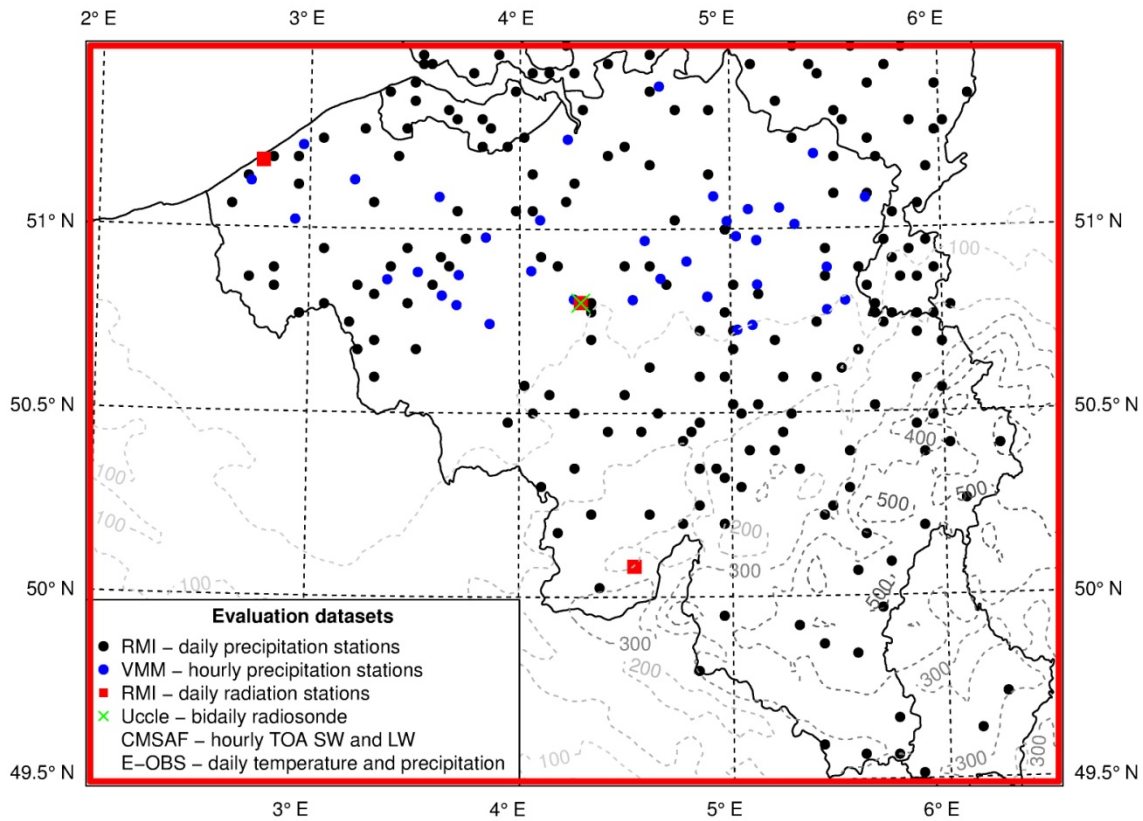 2° E 3° E 4° E 5° E 6° E
51° N 51° N
100
50.5° N 50.5° N
400
100 500
500
100 200
50° N 100 300 500 50° N
Evaluation datasets
RMI – daily precipitation stations 300 300
VMM – hourly precipitation stations 200 300
RMI – daily radiation stations
Uccle – bidaily radiosonde
CMSAF – hourly TOA SW and LW 300
E–OBS – daily temperature and precipitation 100
49.5° N 49.5° N
3° E 4° E 5° E 6° E